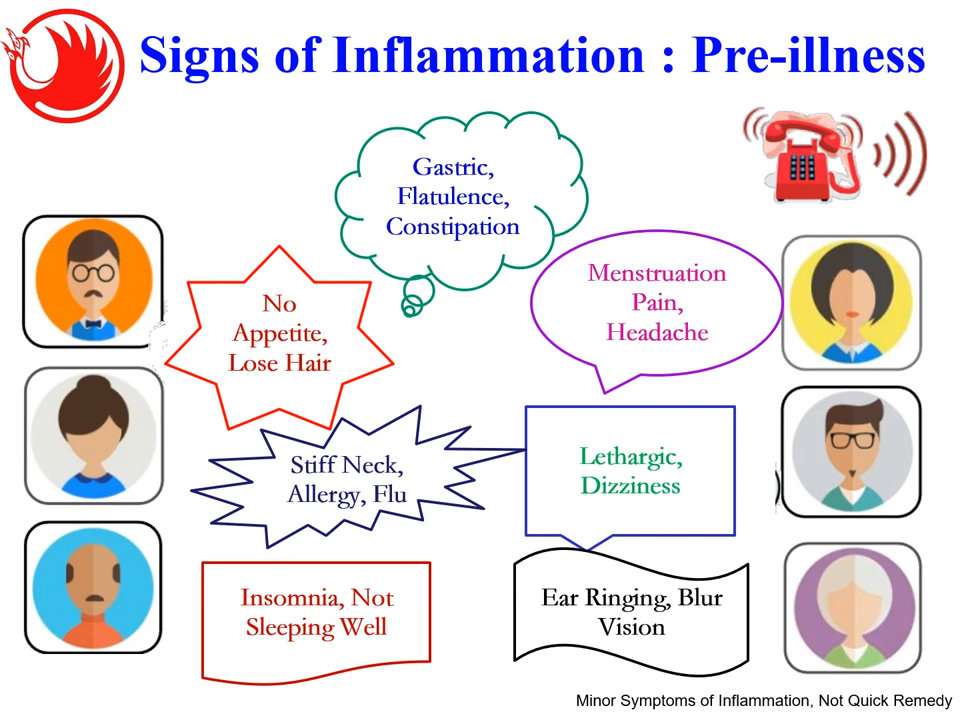 Signs of Inflammation : Pre-illness
Gastric,
Flatulence,
Constipation
No
Appetite,
Lose Hair
Menstruation
Pain,
Headache
Stiff Neck,
Allergy, Flu
Lethargic,
Dizziness
Insomnia, Not
Sleeping Well
Ear Ringing, Blur
Vision
Minor Symptoms of Inflammation, Not Quick Remedy